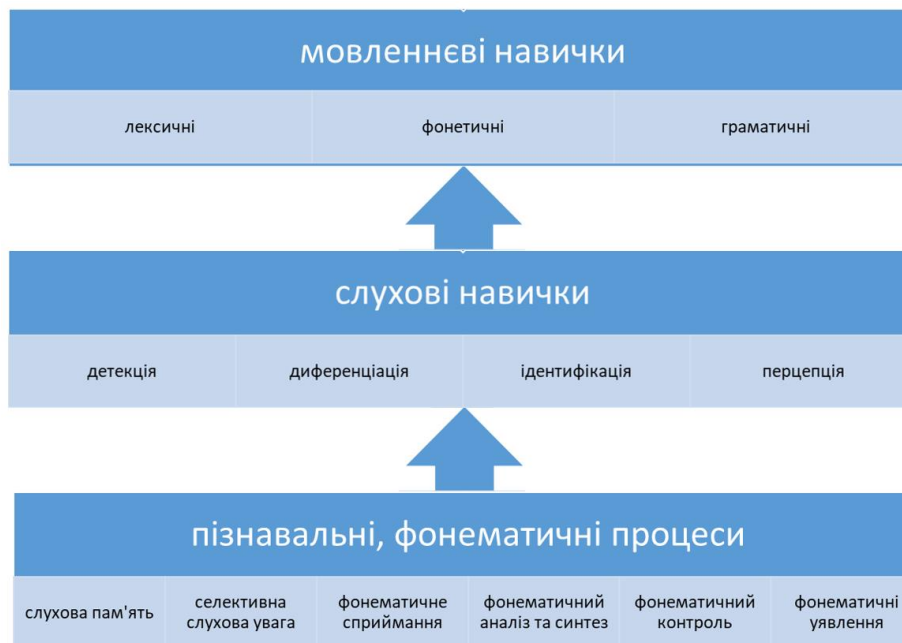 мовленнєві навички
лексичні фонетичні граматичні
слухові навички
детекція диференціація ідентифікація перцепція
пізнавальні, фонематичні процеси
слухова пам'ять
селективна слухова увага
фонематичне сприймання
фонематичний аналіз та синтез
фонематичний контроль
фонематичні уявлення